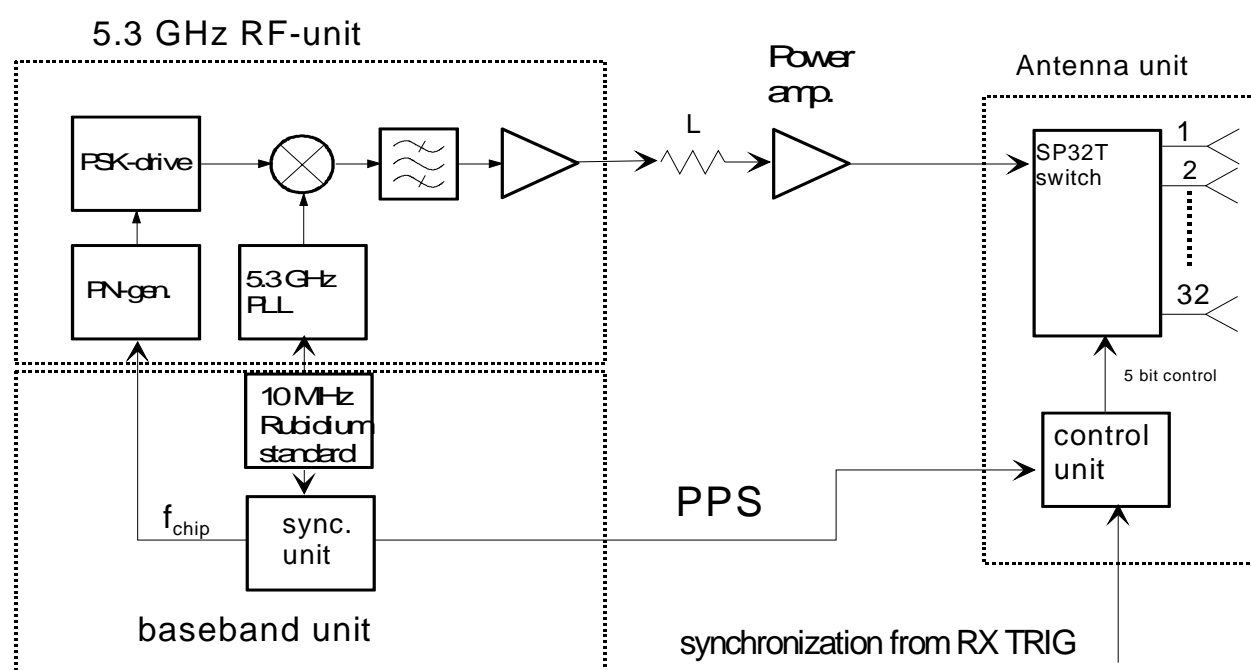 5.3 GHz RF-unit
Power
amp.
Antenna unit
L
PSK-drive
SP32T
switch
1
2
32
PN-gen.
5.3 GHz
PLL
5 bit control
10 MHz
Rubidium
standard
control
unit
PPS
f_chip
sync.
unit
baseband unit
synchronization from RX TRIG